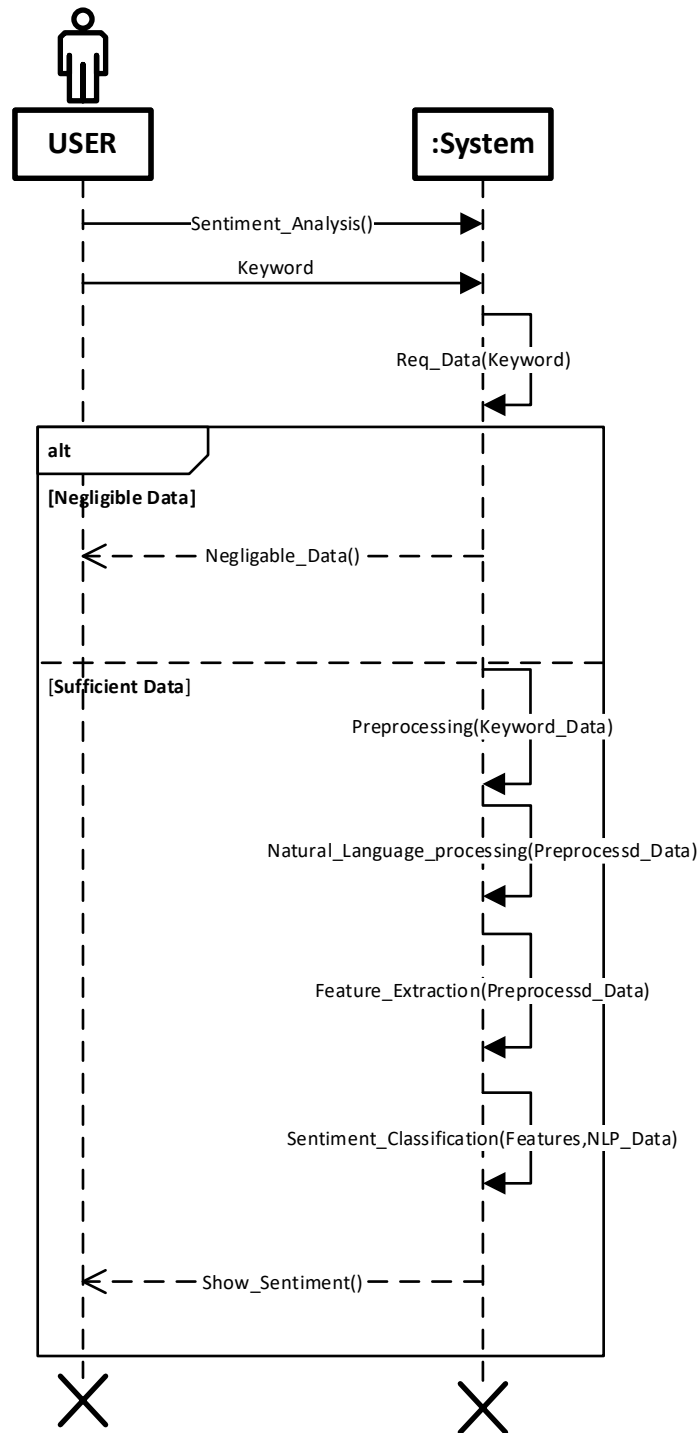 USER
:System
Sentiment_Analysis()
Keyword
Req_Data(Keyword)
alt
[Negligible Data]
Negligable_Data()
[Sufficient Data]
Preprocessing(Keyword_Data)
Natural_Language_processing(Preprocessd_Data)
Feature_Extraction(Preprocessd_Data)
Sentiment_Classification(Features,NLP_Data)
Show_Sentiment()